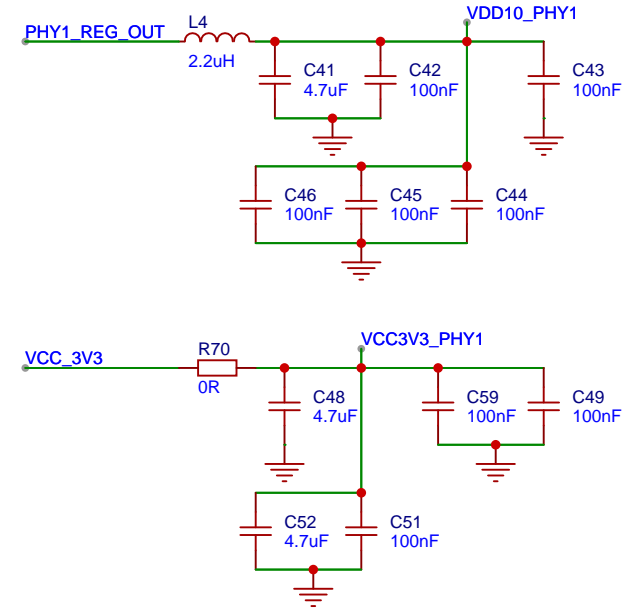 VDD10_PHY1
PHY1_REG_OUT
L4
2.2uH
C41
4.7uF
C42
100nF
C43
100nF
C46
100nF
C45
100nF
C44
100nF
VCC3V3_PHY1
VCC_3V3
R70
0R
C48
4.7uF
C59
100nF
C49
100nF
C52
4.7uF
C51
100nF